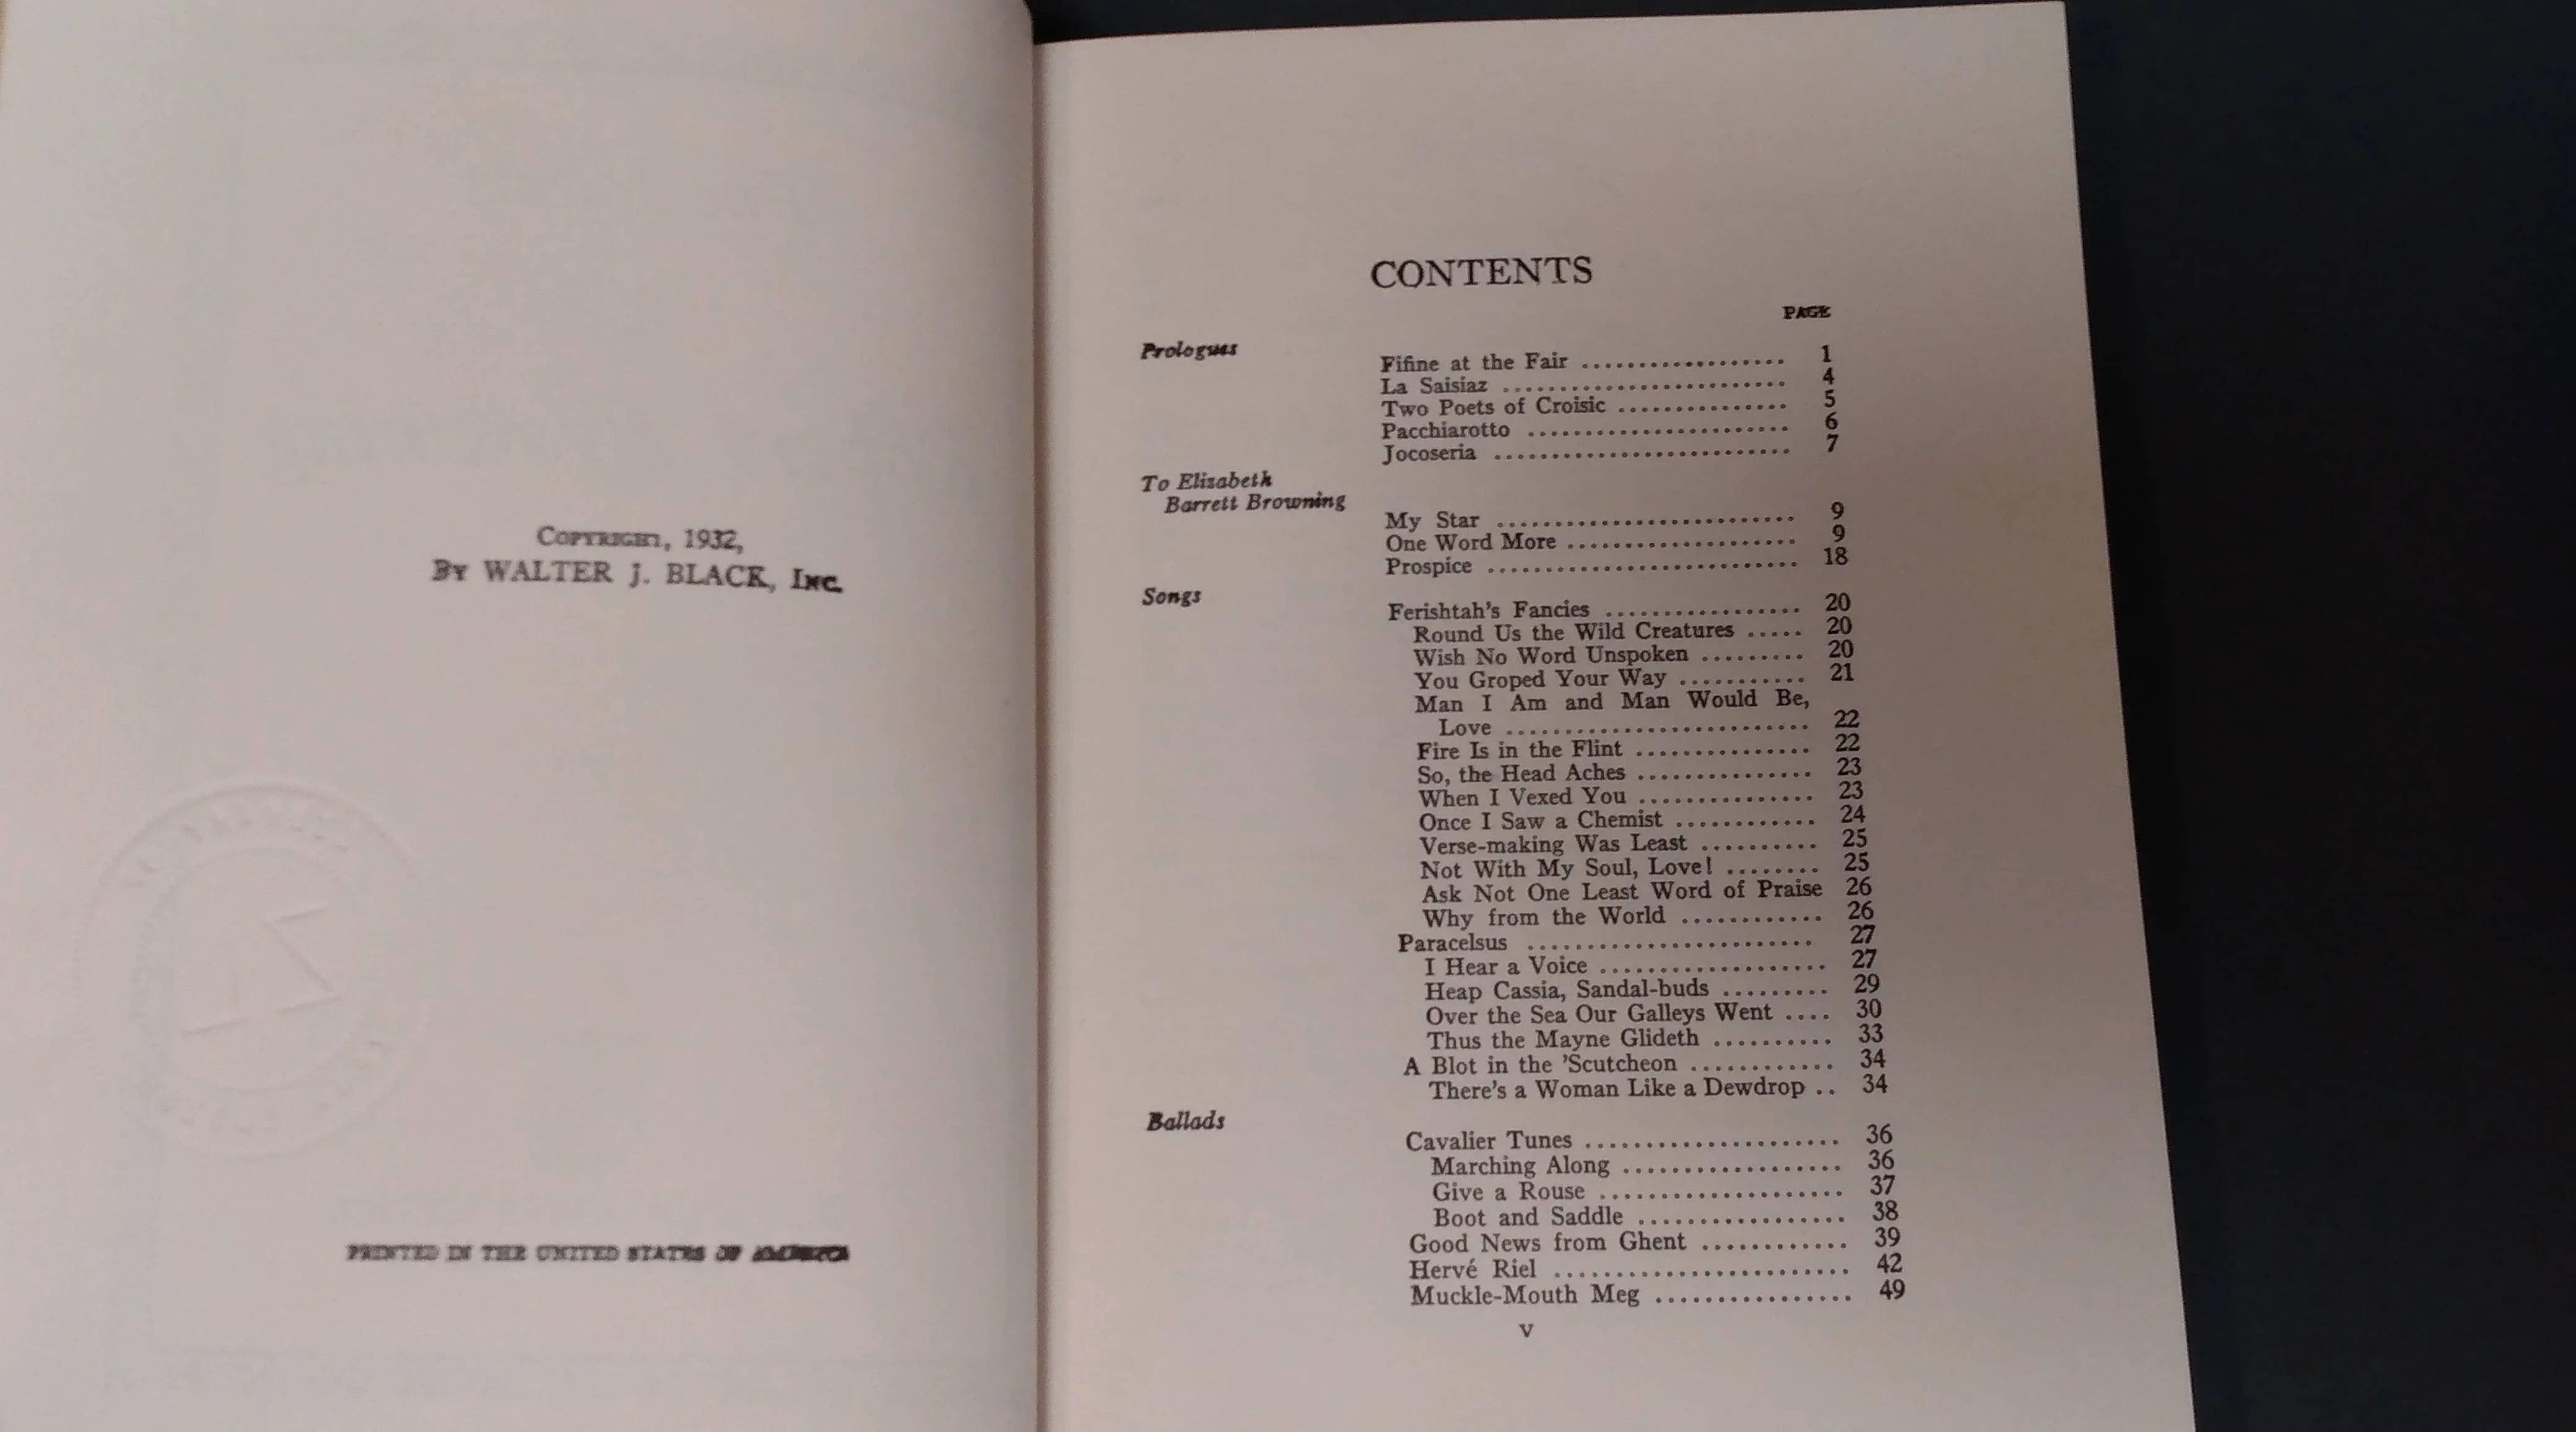 COPYRIGHT, 1932,
BY WALTER J. BLACK, INC.
PRINTED IN THE UNITED STATES OF AMERICA
CONTENTS
PAGE
Prologues
Fifine at the Fair .................. 1
La Saisiaz ......................... 4
Two Poets of Croisic ............... 5
Pacchiarotto ....................... 6
Jocoseria .......................... 7
To Elizabeth
Barrett Browning
My Star .......................... 9
One Word More .................... 9
Prospice ........................... 18
Songs
Ferishtah's Fancies ................. 20
Round Us the Wild Creatures ..... 20
Wish No Word Unspoken ......... 20
You Groped Your Way ........... 21
Man I Am and Man Would Be,
Love ........................... 22
Fire Is in the Flint ............... 22
So, the Head Aches ............... 23
When I Vexed You ............... 23
Once I Saw a Chemist ............ 24
Verse-making Was Least .......... 25
Not With My Soul, Love! ........ 25
Ask Not One Least Word of Praise 26
Why from the World ............ 26
Paracelsus ......................... 27
I Hear a Voice .................... 27
Heap Cassia, Sandal-buds ......... 29
Over the Sea Our Galleys Went .... 30
Thus the Mayne Glideth .......... 33
A Blot in the 'Scutcheon ............ 34
There's a Woman Like a Dewdrop .. 34
Ballads
Cavalier Tunes ...................... 36
Marching Along .................. 36
Give a Rouse ..................... 37
Boot and Saddle .................. 38
Good News from Ghent ............ 39
Hervé Riel ......................... 42
Muckle-Mouth Meg ................ 49
v